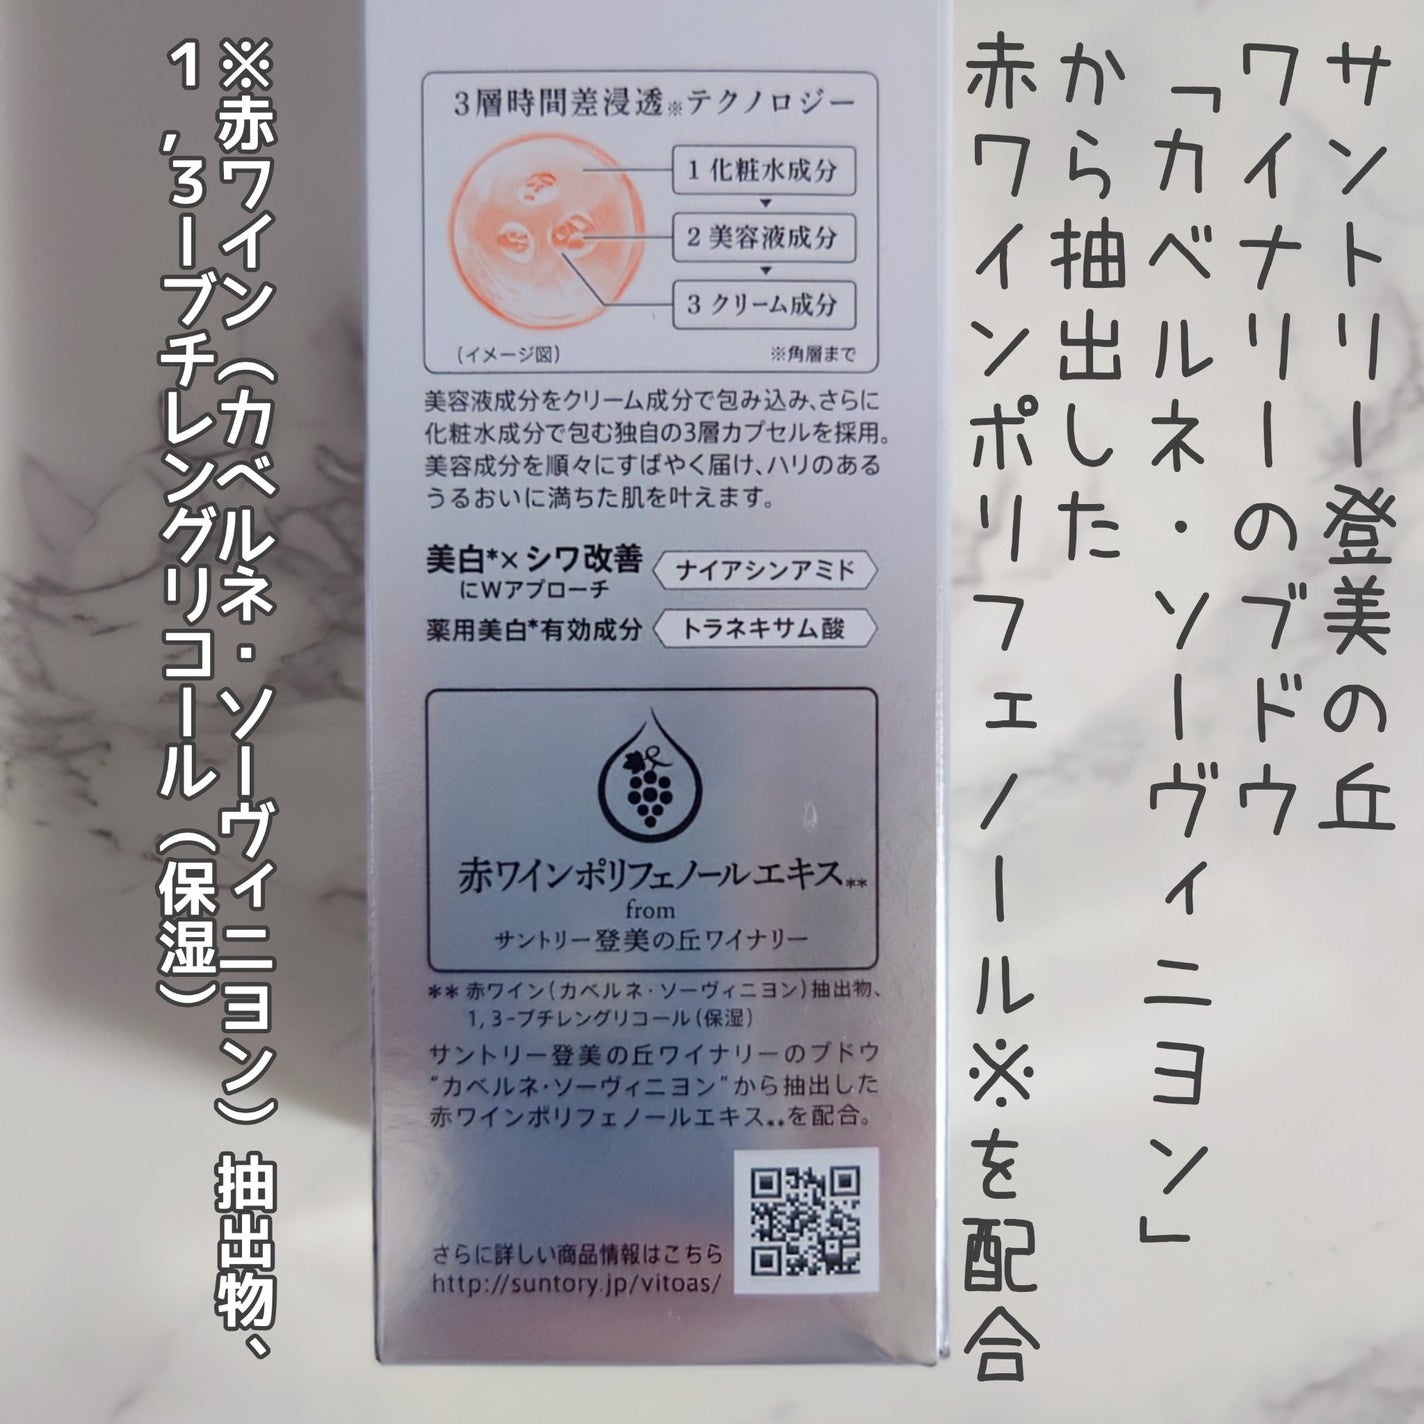 サントリー登美の丘
ワイナリーのブドウ
「カベルネ・ソーヴィニヨン」
から抽出した
赤ワインポリフェノール※を配合
3層時間差浸透※テクノロジー
1 化粧水成分
2 美容液成分
3 クリーム成分
(イメージ図)
※角層まで
美容液成分をクリーム成分で包み込み、さらに
化粧水成分で包む独自の3層カプセルを採用。
美容成分を順々にすばやく届け、ハリのある
うるおいに満ちた肌を叶えます。
美白*×シワ改善
にWアプローチ
ナイアシンアミド
薬用美白*有効成分
トラネキサム酸
赤ワインポリフェノールエキス**
from
サントリー登美の丘ワイナリー
** 赤ワイン(カベルネ・ソーヴィニヨン)抽出物、
1,3-ブチレングリコール(保湿)
サントリー登美の丘ワイナリーのブドウ
"カベルネ・ソーヴィニヨン"から抽出した
赤ワインポリフェノールエキス**を配合。
さらに詳しい商品情報はこちら
http://suntory.jp/vitoas/
※赤ワイン(カベルネ・ソーヴィニヨン)抽出物、
1,3ーブチレングリコール(保湿)